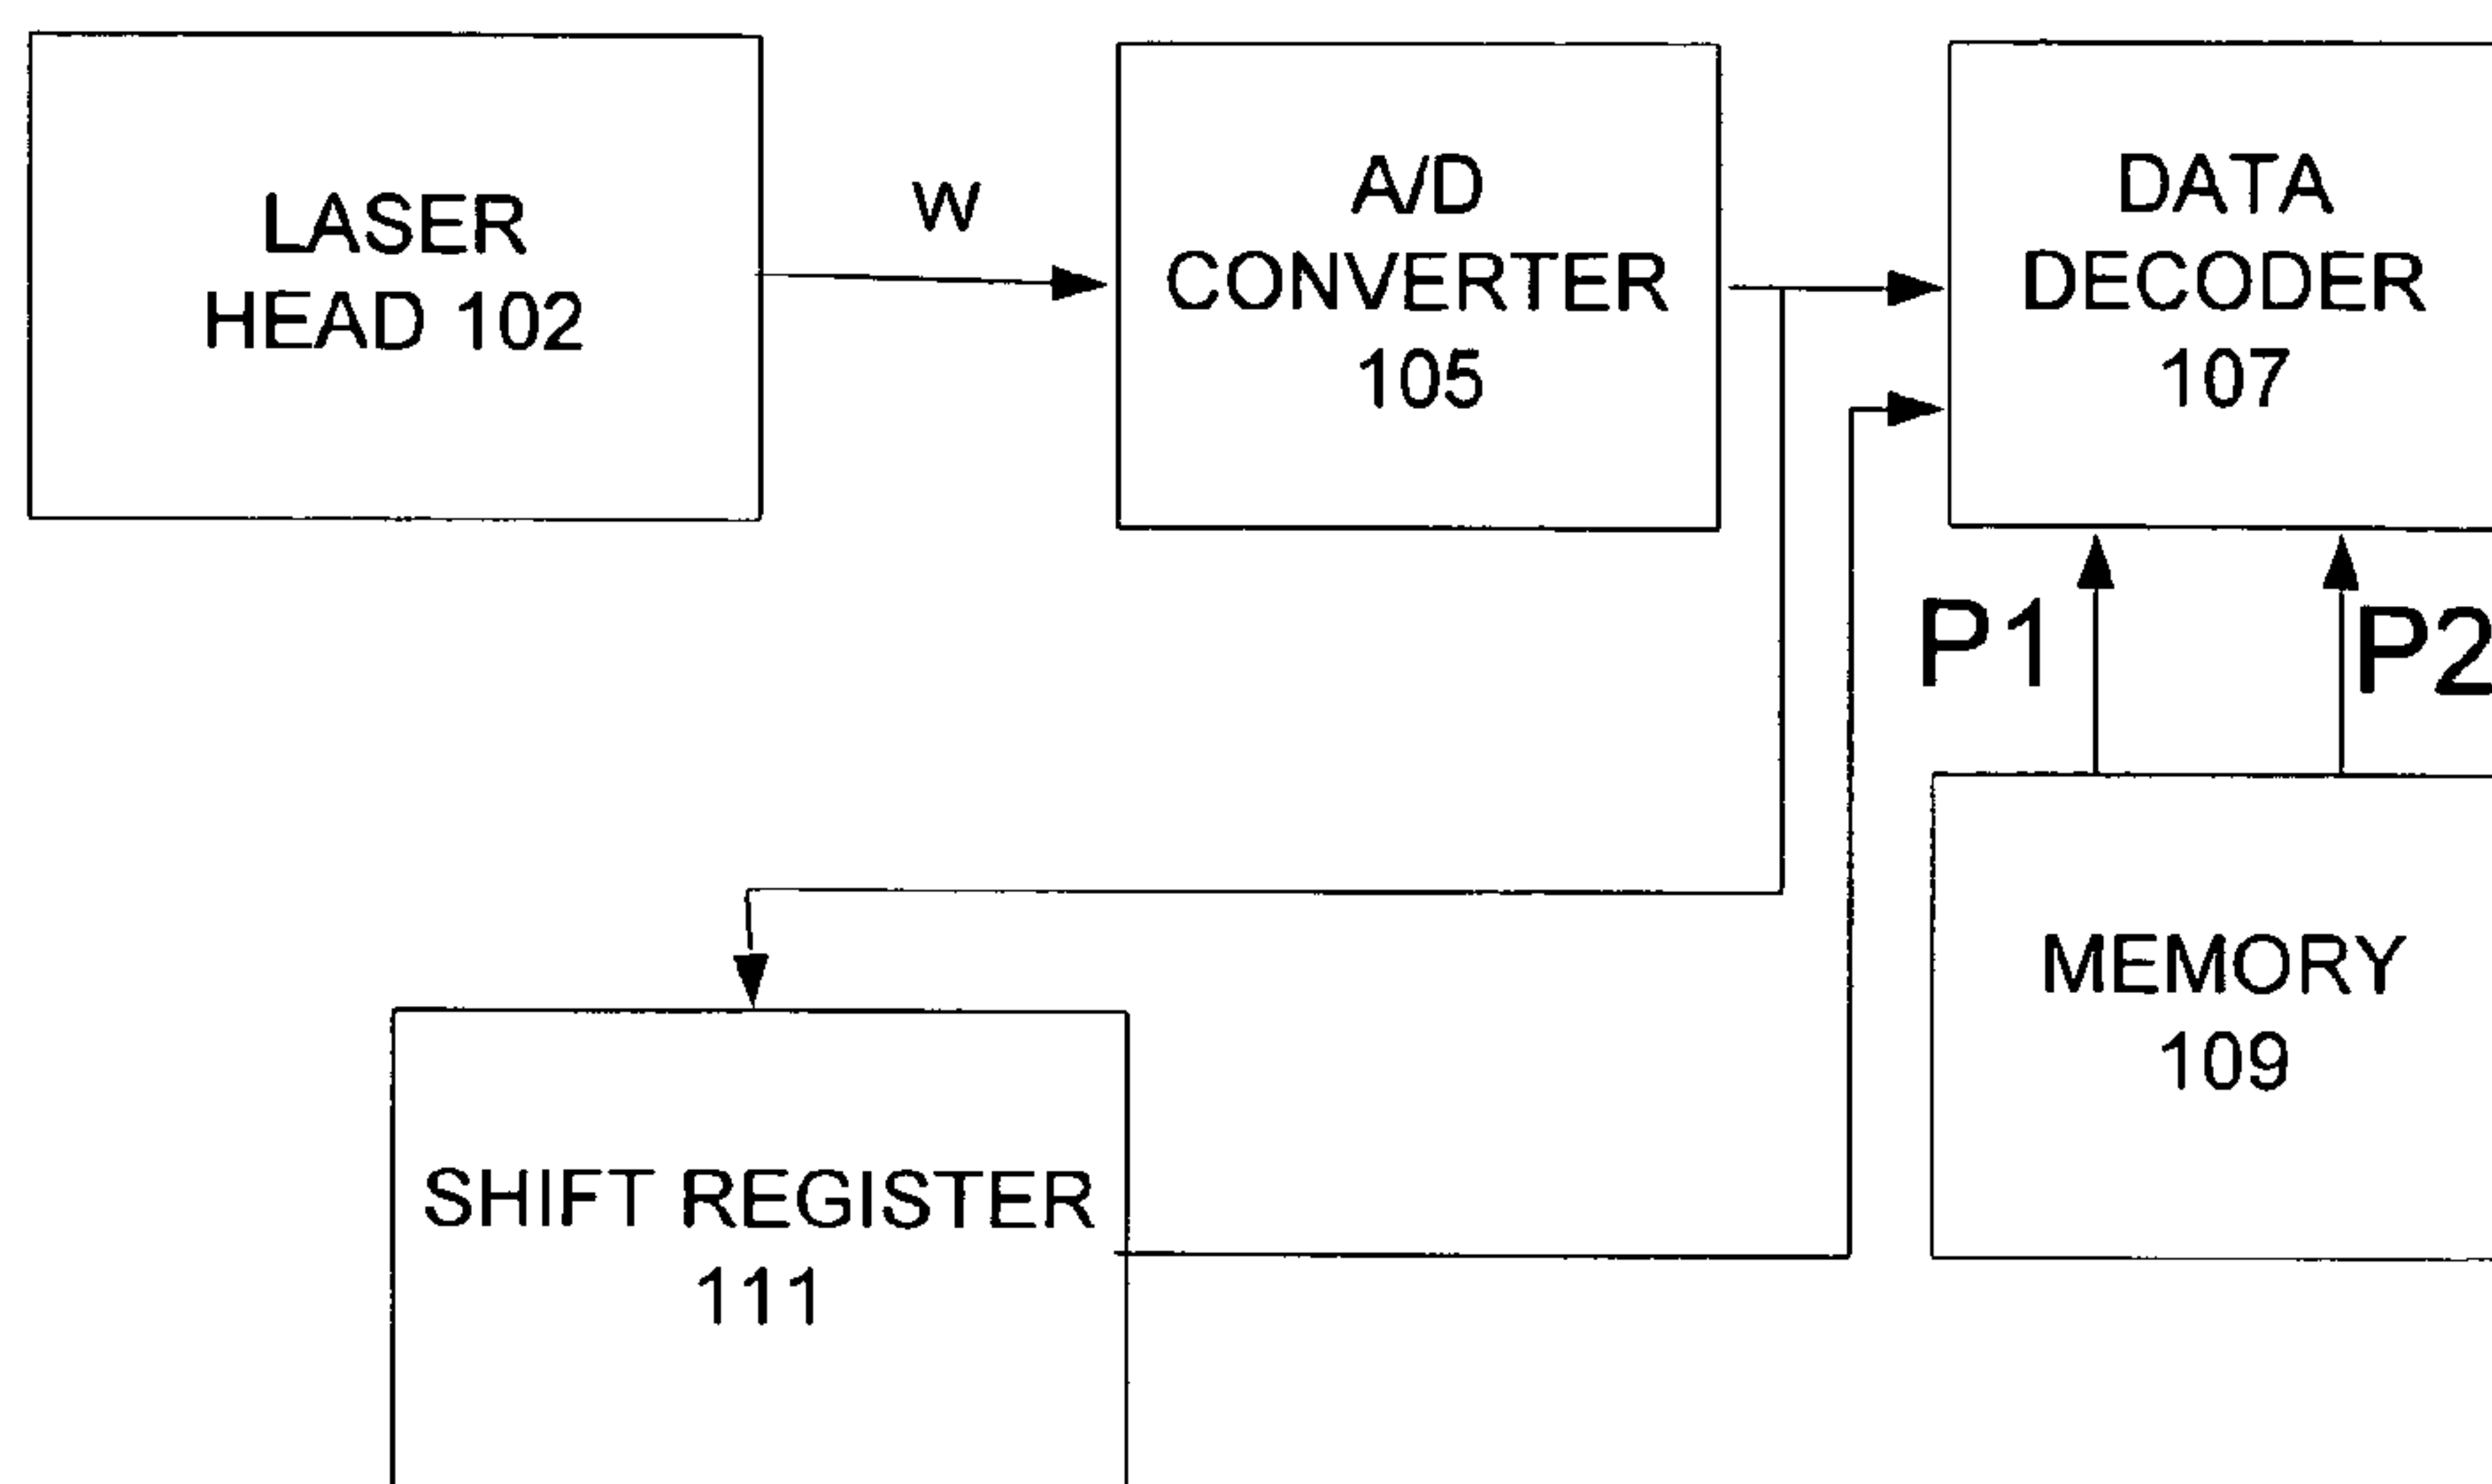 LASER
HEAD 102
W
A/D
CONVERTER
105
DATA
DECODER
107
P1
P2
MEMORY
109
SHIFT REGISTER
111